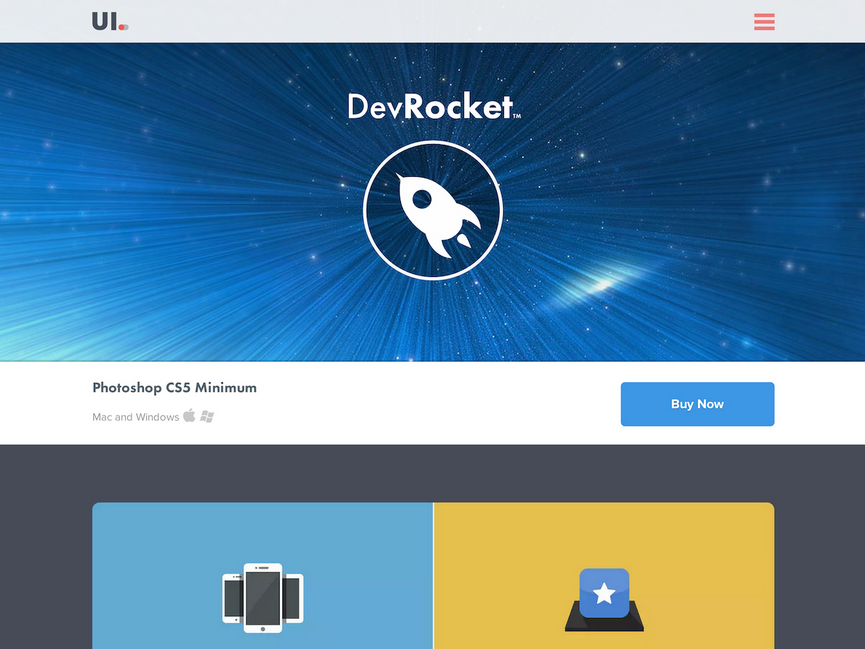 UI.
DevRocket™
Photoshop CS5 Minimum
Mac and Windows
Buy Now